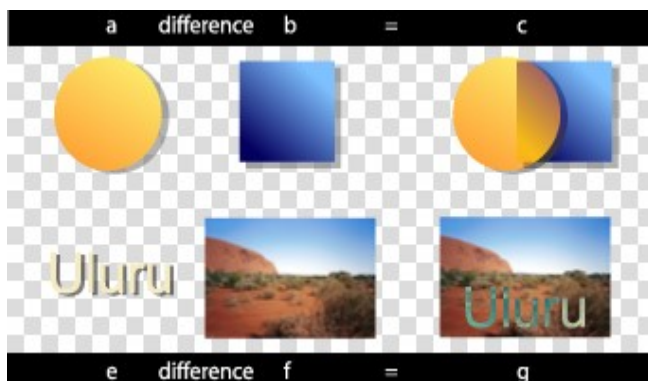 a difference b = c
Uluru Uluru
e difference f = g